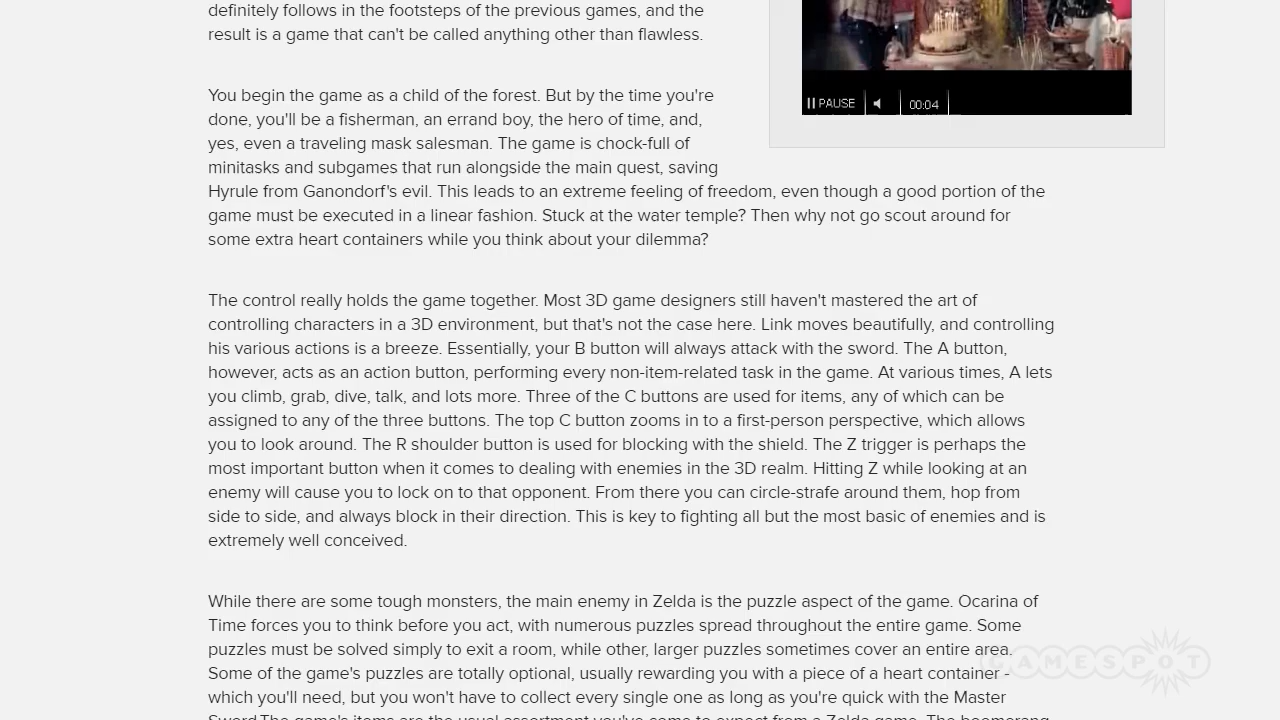 definitely follows in the footsteps of the previous games, and the
result is a game that can't be called anything other than flawless.
PAUSE
00:04
You begin the game as a child of the forest. But by the time you're
done, you'll be a fisherman, an errand boy, the hero of time, and,
yes, even a traveling mask salesman. The game is chock-full of
minitasks and subgames that run alongside the main quest, saving
Hyrule from Ganondorf's evil. This leads to an extreme feeling of freedom, even though a good portion of the
game must be executed in a linear fashion. Stuck at the water temple? Then why not go scout around for
some extra heart containers while you think about your dilemma?
The control really holds the game together. Most 3D game designers still haven't mastered the art of
controlling characters in a 3D environment, but that's not the case here. Link moves beautifully, and controlling
his various actions is a breeze. Essentially, your B button will always attack with the sword. The A button,
however, acts as an action button, performing every non-item-related task in the game. At various times, A lets
you climb, grab, dive, talk, and lots more. Three of the C buttons are used for items, any of which can be
assigned to any of the three buttons. The top C button zooms in to a first-person perspective, which allows
you to look around. The R shoulder button is used for blocking with the shield. The Z trigger is perhaps the
most important button when it comes to dealing with enemies in the 3D realm. Hitting Z while looking at an
enemy will cause you to lock on to that opponent. From there you can circle-strafe around them, hop from
side to side, and always block in their direction. This is key to fighting all but the most basic of enemies and is
extremely well conceived.
While there are some tough monsters, the main enemy in Zelda is the puzzle aspect of the game. Ocarina of
Time forces you to think before you act, with numerous puzzles spread throughout the entire game. Some
puzzles must be solved simply to exit a room, while other, larger puzzles sometimes cover an entire area.
Some of the game's puzzles are totally optional, usually rewarding you with a piece of a heart container -
which you'll need, but you won't have to collect every single one as long as you're quick with the Master
Sword.The game's items are the usual assortment you've come to expect from a Zelda game. The boomerang
GAMESPOT